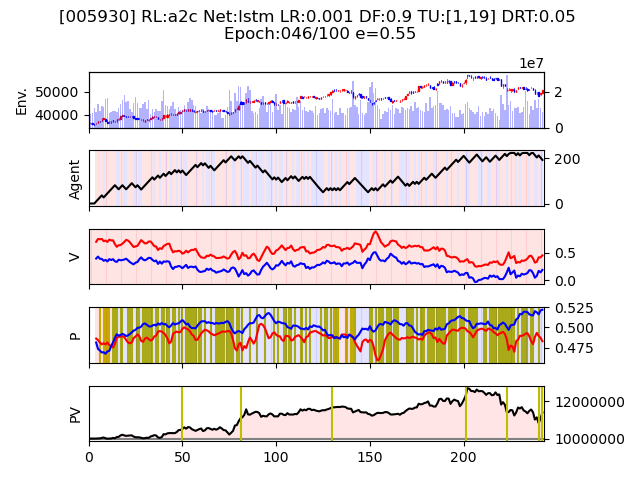 [005930] RL:a2c Net:lstm LR:0.001 DF:0.9 TU:[1,19] DRT:0.05
Epoch:046/100 e=0.55
1e7
Env.
50000
40000
2
0
Agent
200
0
V
0.5
0.0
P
0.525
0.500
0.475
PV
12000000
10000000
0 50 100 150 200